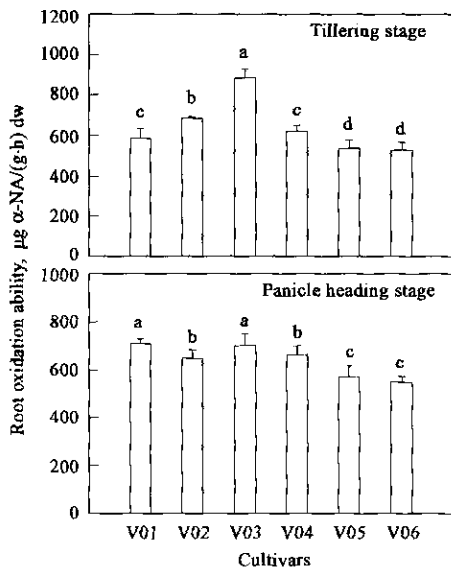 1200
Tillering stage
1000
a
800
b
c
c
600
d
d
400
200
0
1000
Panicle heading stage
800
a
b
a
b
c
c
600
400
200
0
V01 V02 V03 V04 V05 V06
Cultivars
Root oxidation ability, μg α-NA/(g·h) dw